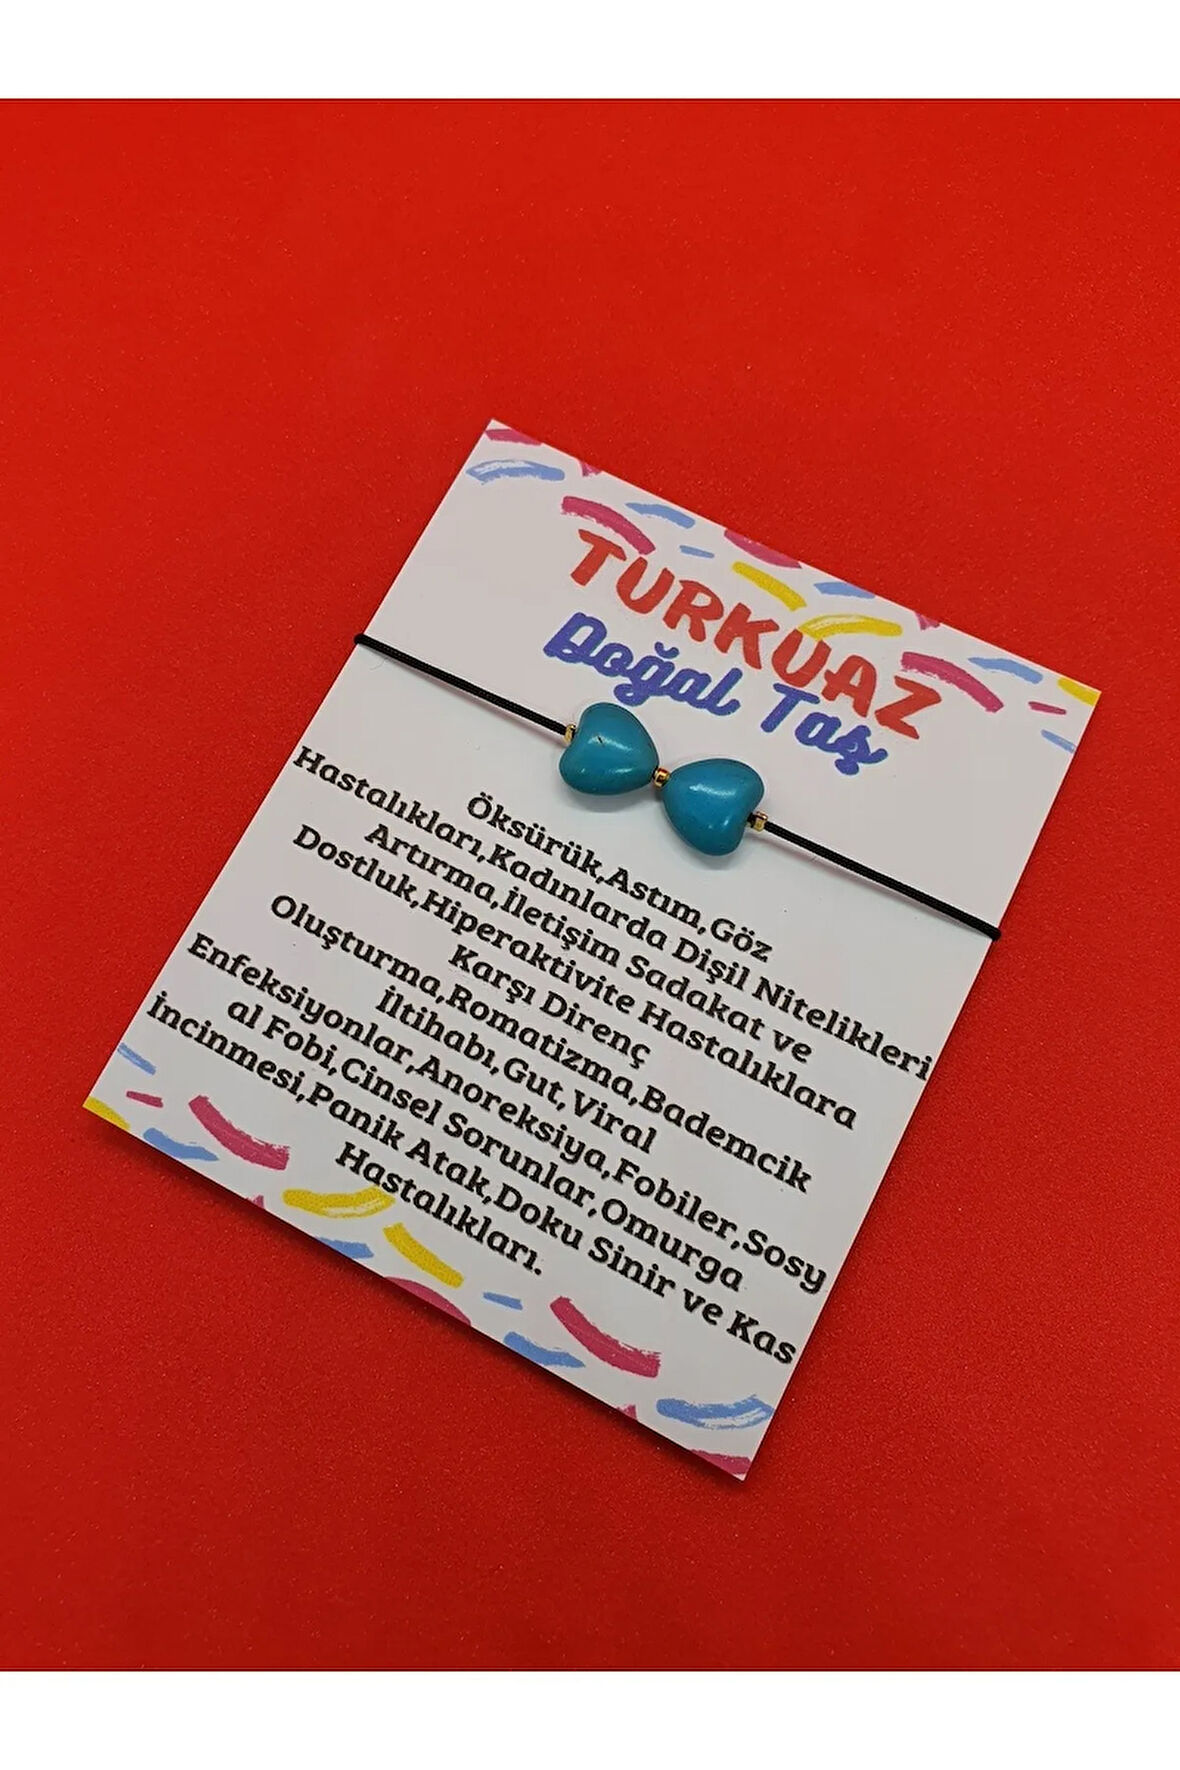 TURKUAZ
Doğal Taş
Öksürük,Astım,Göz
Hastalıkları,Kadınlarda Dişil Nitelikleri
Artırma,İletişim Sadakat ve
Dostluk,Hiperaktivite Hastalıklara
Karşı Direnç
Oluşturma,Romatizma,Bademcik
İltihabı,Gut,Viral
Enfeksiyonlar,Anoreksiya,Fobiler,Sosy
al Fobi,Cinsel Sorunlar,Omurga
İncinmesi,Panik Atak,Doku Sinir ve Kas
Hastalıkları.